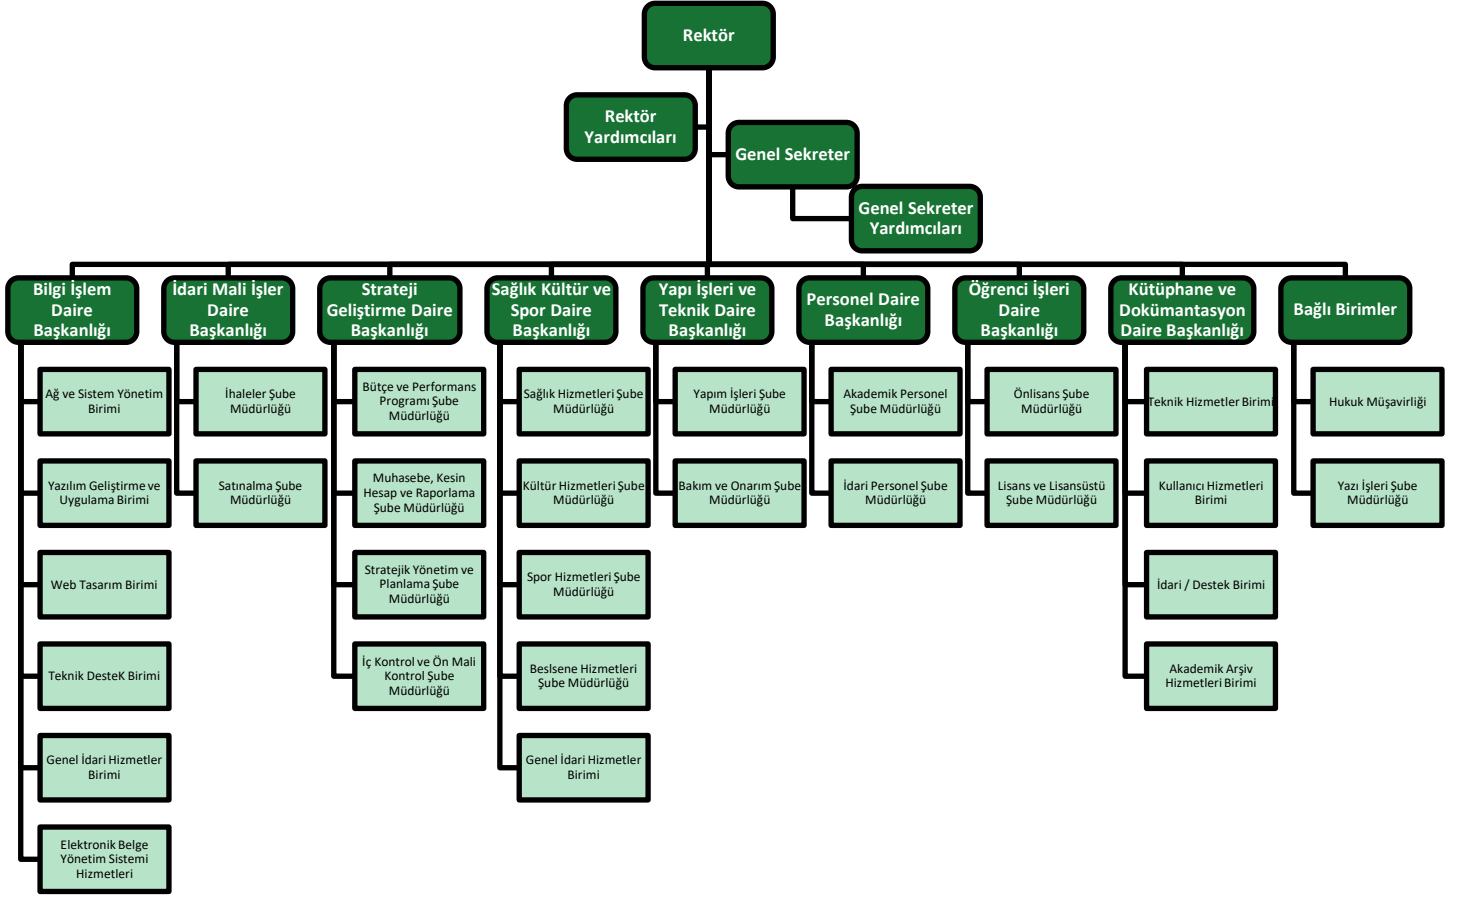 Rektör
Rektör
Yardımcıları
Genel Sekreter
Genel Sekreter
Yardımcıları
Bilgi İşlem
Daire
Başkanlığı
İdari Mali İşler
Daire
Başkanlığı
Strateji
Geliştirme Daire
Başkanlığı
Sağlık Kültür ve
Spor Daire
Başkanlığı
Yapı İşleri ve
Teknik Daire
Başkanlığı
Personel Daire
Başkanlığı
Öğrenci İşleri
Daire
Başkanlığı
Kütüphane ve
Dokümantasyon
Daire Başkanlığı
Bağlı Birimler
Ağ ve Sistem Yönetim
Birimi
Yazılım Geliştirme ve
Uygulama Birimi
Web Tasarım Birimi
Teknik DesteK Birimi
Genel İdari Hizmetler
Birimi
Elektronik Belge
Yönetim Sistemi
Hizmetleri
İhaleler Şube
Müdürlüğü
Satınalma Şube
Müdürlüğü
Bütçe ve Performans
Programı Şube
Müdürlüğü
Muhasebe, Kesin
Hesap ve Raporlama
Şube Müdürlüğü
Stratejik Yönetim ve
Planlama Şube
Müdürlüğü
İç Kontrol ve Ön Mali
Kontrol Şube
Müdürlüğü
Sağlık Hizmetleri Şube
Müdürlüğü
Kültür Hizmetleri Şube
Müdürlüğü
Spor Hizmetleri Şube
Müdürlüğü
Beslsene Hizmetleri
Şube Müdürlüğü
Genel İdari Hizmetler
Birimi
Yapım İşleri Şube
Müdürlüğü
Bakım ve Onarım Şube
Müdürlüğü
Akademik Personel
Şube Müdürlüğü
İdari Personel Şube
Müdürlüğü
Önlisans Şube
Müdürlüğü
Lisans ve Lisansüstü
Şube Müdürlüğü
Teknik Hizmetler Birimi
Kullanıcı Hizmetleri
Birimi
İdari / Destek Birimi
Akademik Arşiv
Hizmetleri Birimi
Hukuk Müşavirliği
Yazı İşleri Şube
Müdürlüğü